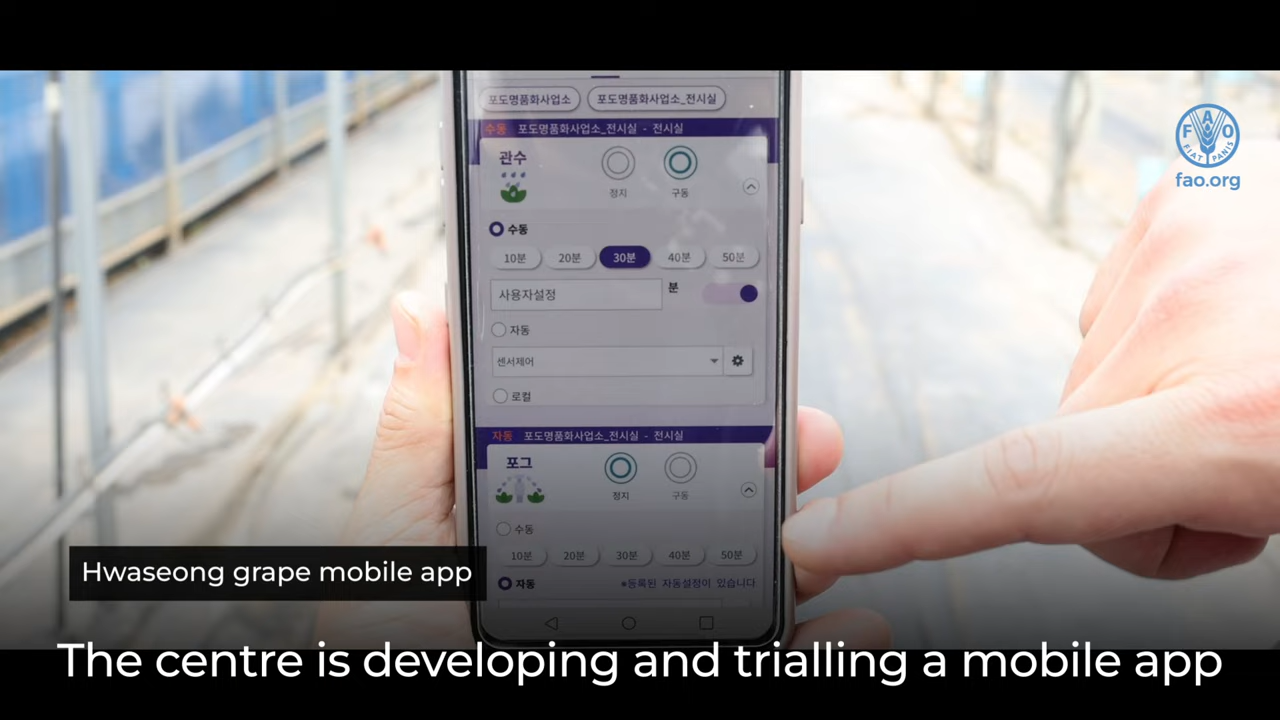 포도명품화사업소 포도명품화사업소_전시실
수동 포도명품화사업소_전시실 - 전시실
관수
정지 구동
수동
10분 20분 30분 40분 50분
사용자설정 분
자동
센서제어
로컬
자동 포도명품화사업소_전시실 - 전시실
포그
정지 구동
수동
10분 20분 30분 40분 50분
자동 *등록된 자동설정이 있습니다
FAO
FIAT PANIS
fao.org
Hwaseong grape mobile app
The centre is developing and trialling a mobile app